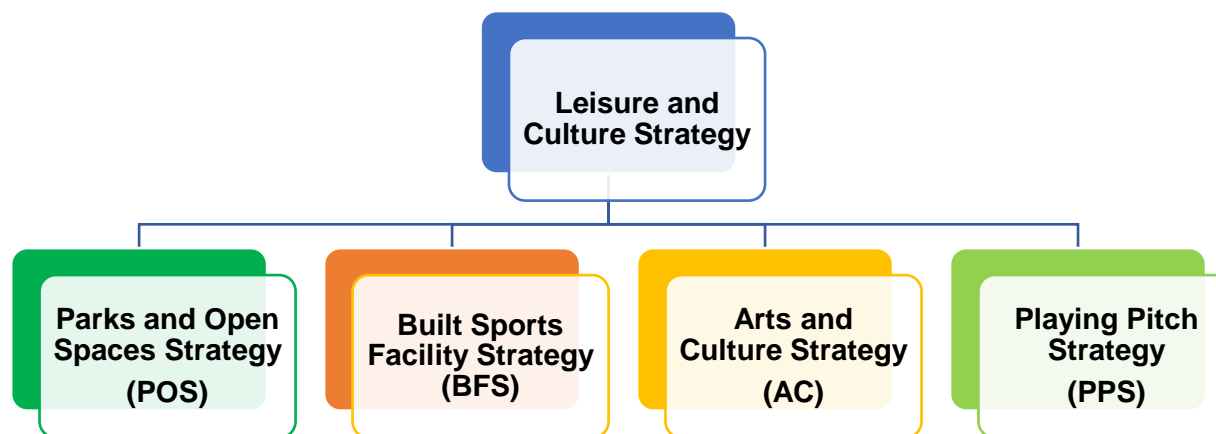 Leisure and
Culture Strategy
Parks and Open
Spaces Strategy
(POS)
Built Sports
Facility Strategy
(BFS)
Arts and
Culture Strategy
(AC)
Playing Pitch
Strategy
(PPS)